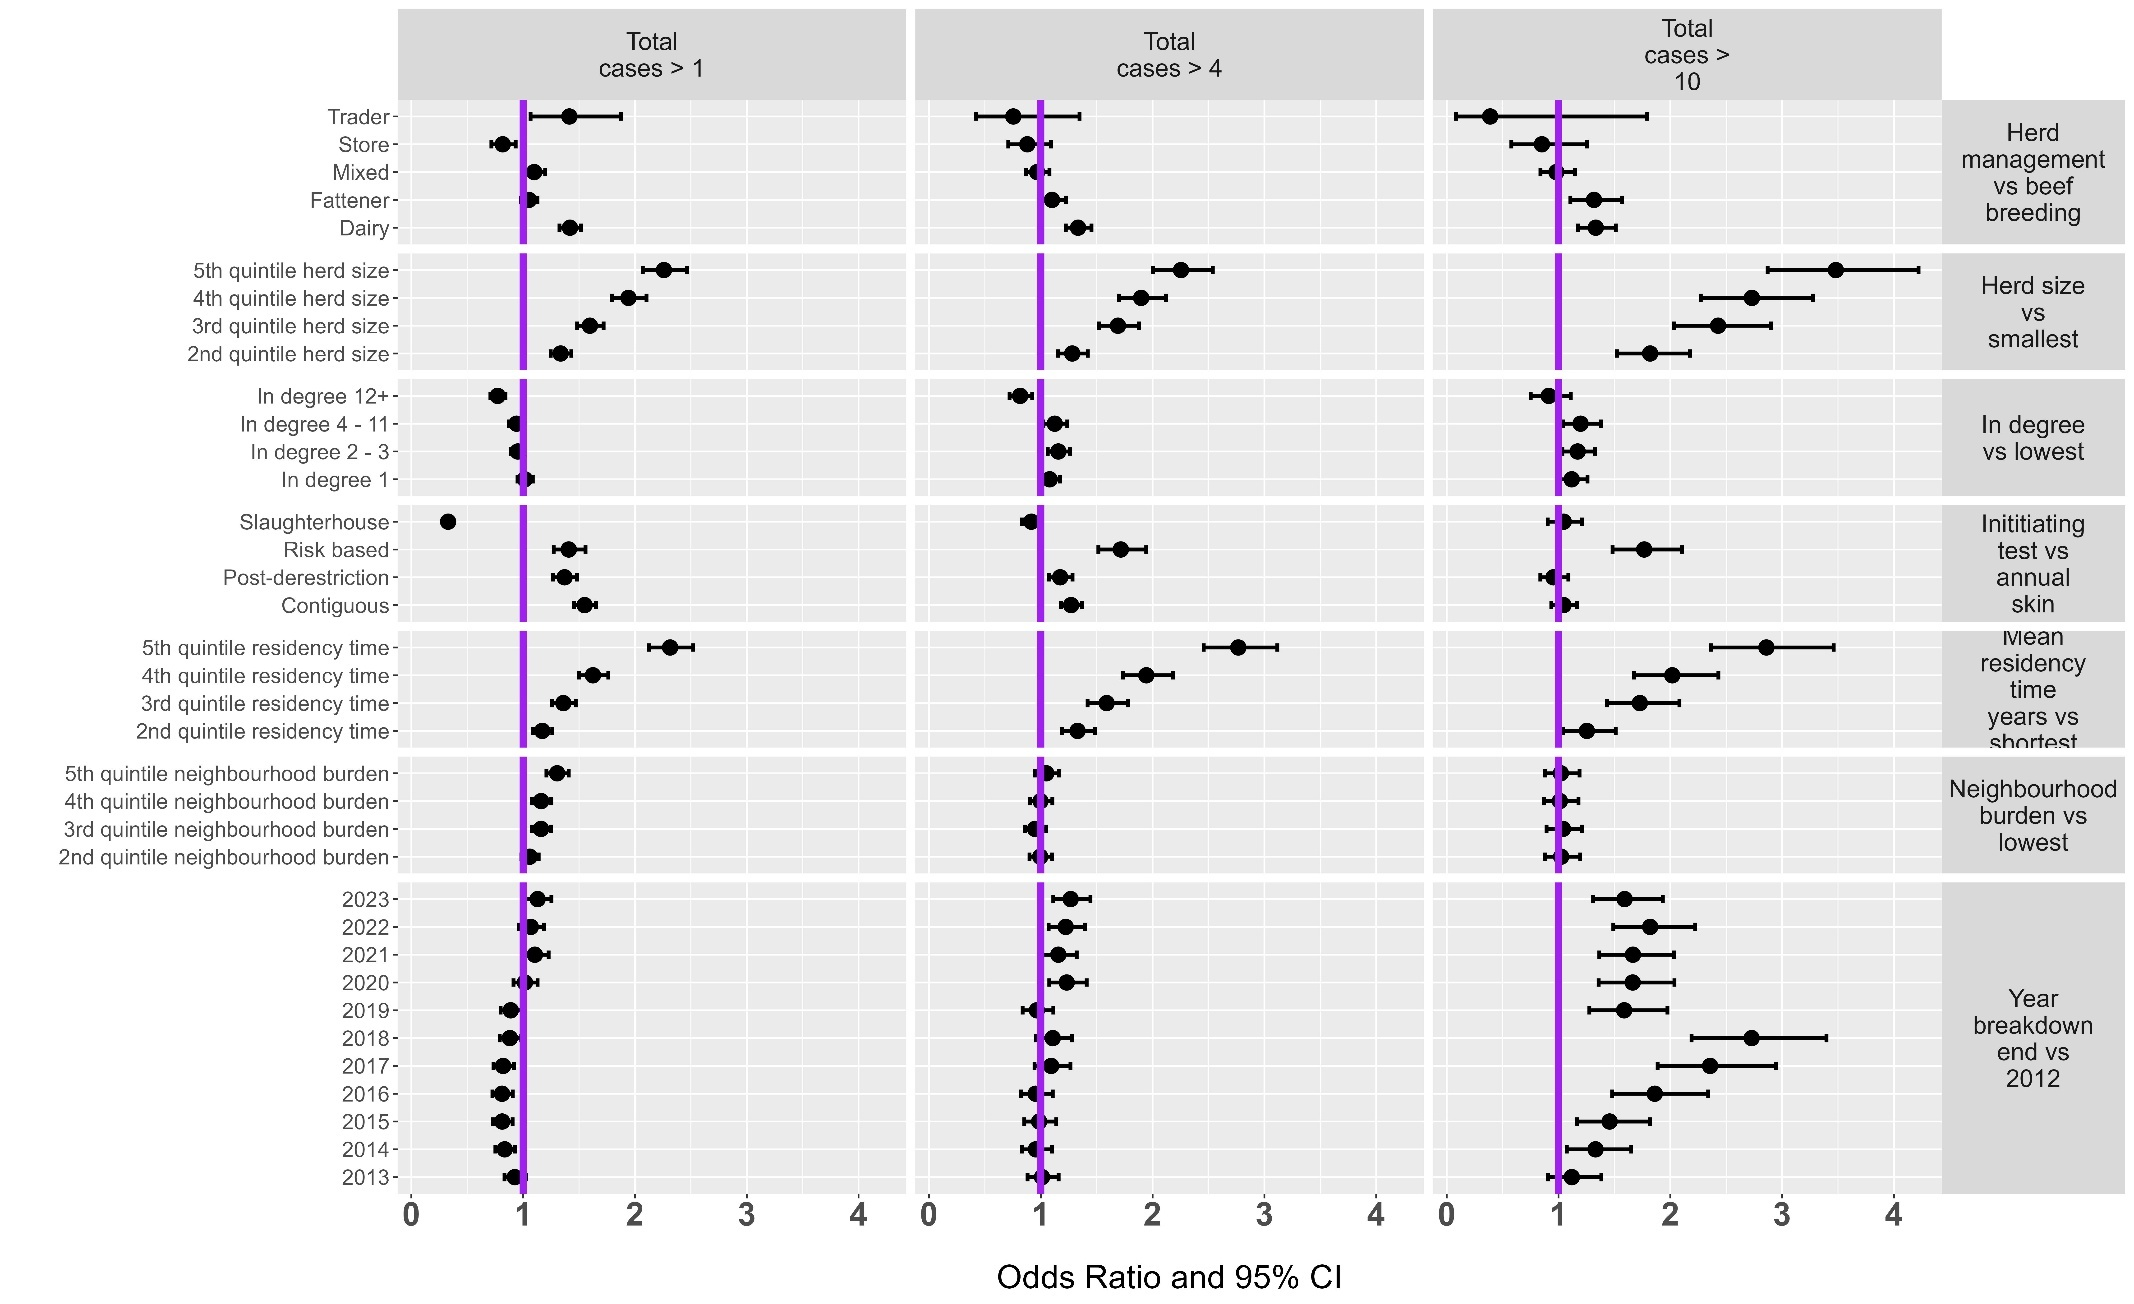 Total
cases > 1
Total
cases > 4
Total
cases >
10
Trader
Store
Mixed
Fattener
Dairy
Herd
management
vs beef
breeding
5th quintile herd size
4th quintile herd size
3rd quintile herd size
2nd quintile herd size
Herd size
vs
smallest
In degree 12+
In degree 4 - 11
In degree 2 - 3
In degree 1
In degree
vs lowest
Slaughterhouse
Risk based
Post-derestriction
Contiguous
Inititiating
test vs
annual
skin
5th quintile residency time
4th quintile residency time
3rd quintile residency time
2nd quintile residency time
Mean
residency
time
years vs
shortest
5th quintile neighbourhood burden
4th quintile neighbourhood burden
3rd quintile neighbourhood burden
2nd quintile neighbourhood burden
Neighbourhood
burden vs
lowest
2023
2022
2021
2020
2019
2018
2017
2016
2015
2014
2013
Year
breakdown
end vs
2012
0 1 2 3 4 0 1 2 3 4 0 1 2 3 4
Odds Ratio and 95% CI